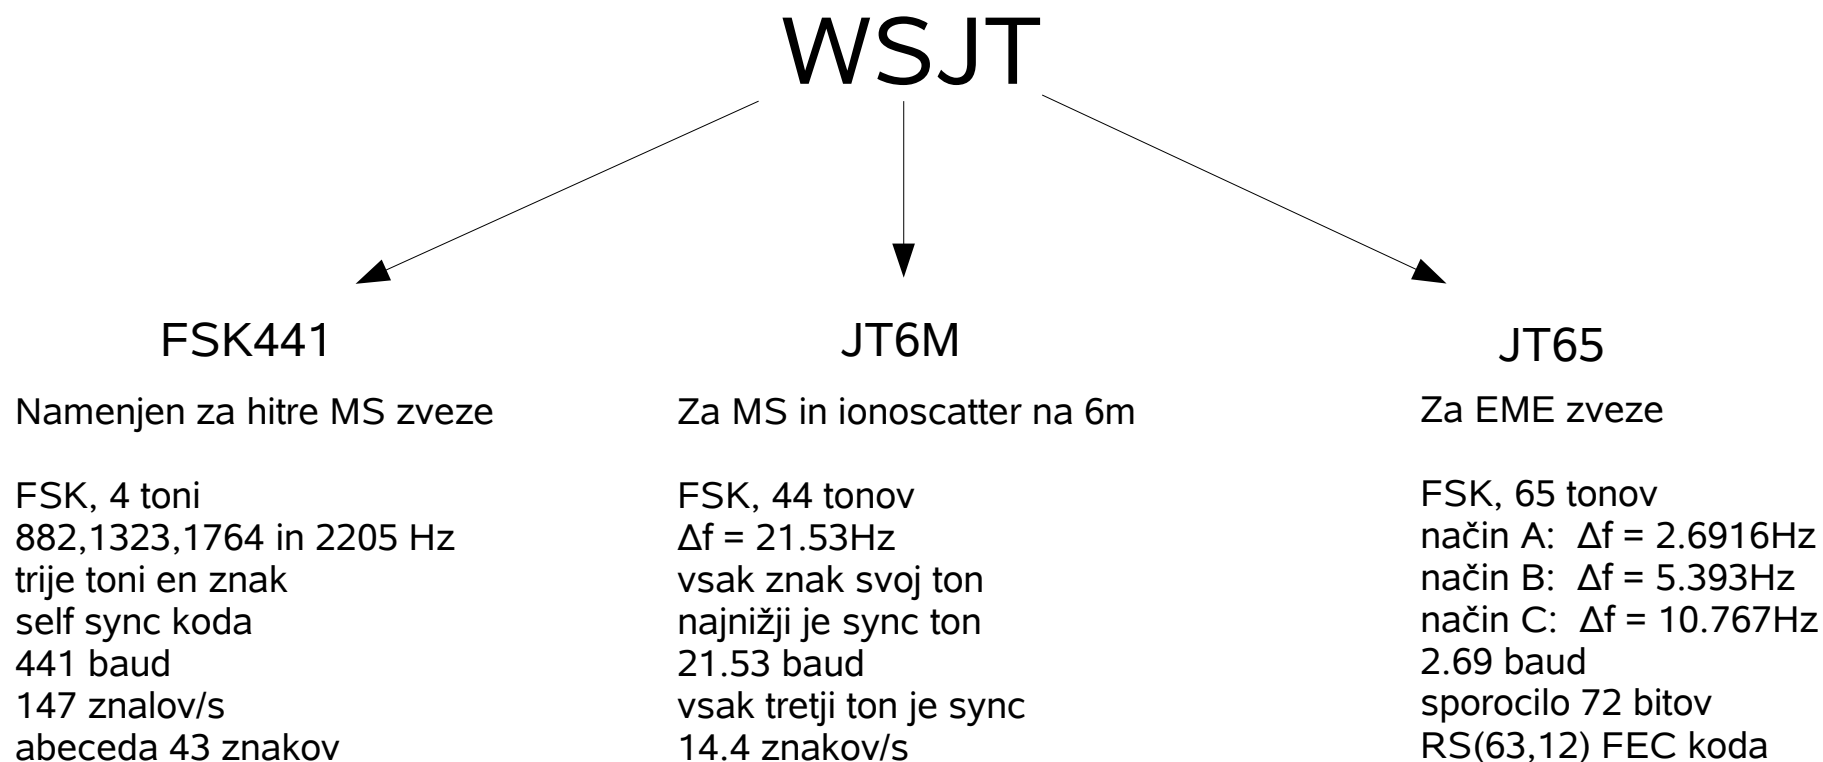 WSJT
FSK441
Namenjen za hitre MS zveze
FSK, 4 toni
882,1323,1764 in 2205 Hz
trije toni en znak
self sync koda
441 baud
147 znalov/s
abeceda 43 znakov
JT6M
Za MS in ionoscatter na 6m
FSK, 44 tonov
Δf = 21.53Hz
vsak znak svoj ton
najnižji je sync ton
21.53 baud
vsak tretji ton je sync
14.4 znakov/s
JT65
Za EME zveze
FSK, 65 tonov
način A: Δf = 2.6916Hz
način B: Δf = 5.393Hz
način C: Δf = 10.767Hz
2.69 baud
sporocilo 72 bitov
RS(63,12) FEC koda